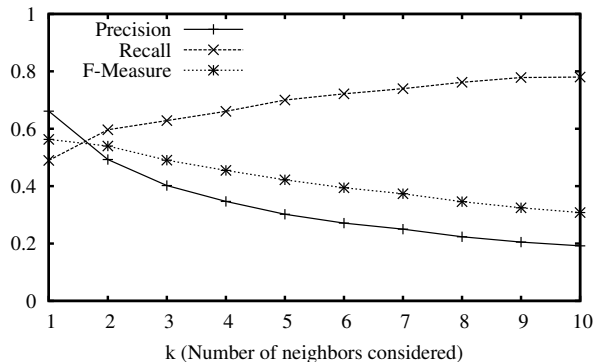 1
Precision
Recall
0.8
F-Measure
0.6
0.4
0.2
0
1 2 3 4 5 6 7 8 9 10
k (Number of neighbors considered)